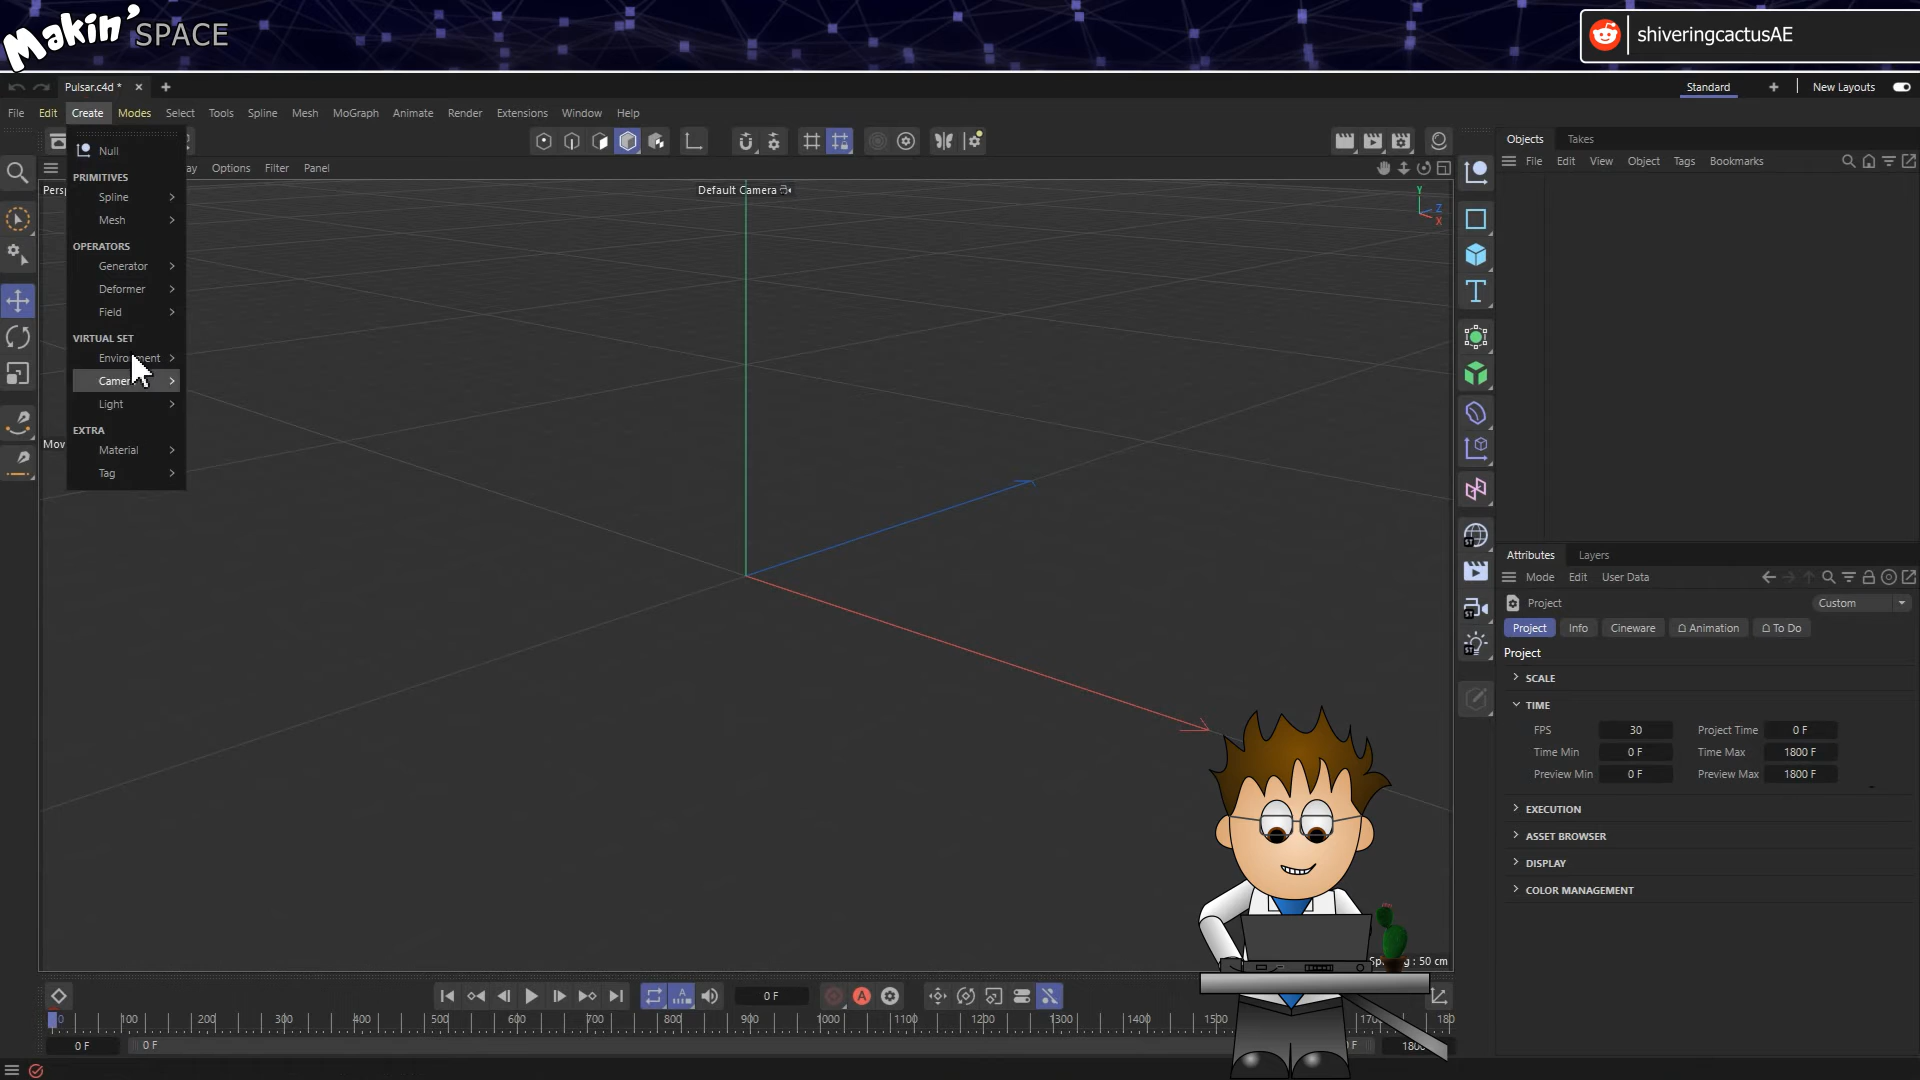 Makin' SPACE
shiveringcactusAE
Pulsar.c4d *
Standard
New Layouts
File Edit Create Modes Select Tools Spline Mesh MoGraph Animate Render Extensions Window Help
Null
PRIMITIVES
Spline
Mesh
OPERATORS
Generator
Deformer
Field
VIRTUAL SET
Light
EXTRA
Material
Tag
Options Filter Panel
Default Camera
Y
Z
X
Objects Takes
File Edit View Object Tags Bookmarks
Attributes Layers
Mode Edit User Data
Project
Custom
Project Info Cineware Animation To Do
Project
SCALE
TIME
FPS 30 Project Time 0 F
Time Min 0 F Time Max 1800 F
Preview Min 0 F Preview Max 1800 F
EXECUTION
ASSET BROWSER
DISPLAY
COLOR MANAGEMENT
: 50 cm
0 F
0 100 200 300 400 500 600 700 800 900 1000 1100 1200 1300 1400 1500
0 F 0 F